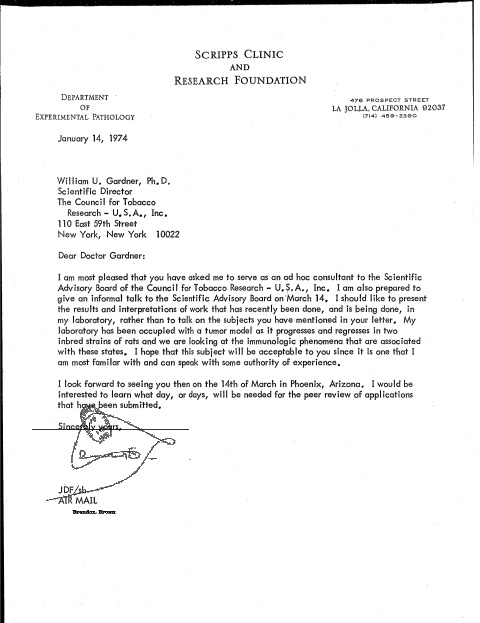 SCRIPPS CLINIC
AND
RESEARCH FOUNDATION
DEPARTMENT
OF
EXPERIMENTAL PATHOLOGY
476 PROSPECT STREET
LA JOLLA, CALIFORNIA 92037
(714) 459-2390
January 14, 1974
William U. Gardner, Ph.D.
Scientific Director
The Council for Tobacco
Research - U.S.A., Inc.
110 East 59th Street
New York, New York 10022
Dear Doctor Gardner:
I am most pleased that you have asked me to serve as an ad hoc consultant to the Scientific
Advisory Board of the Council for Tobacco Research - U.S.A., Inc. I am also prepared to
give an informal talk to the Scientific Advisory Board on March 14. I should like to present
the results and interpretations of work that has recently been done, and is being done, in
my laboratory, rather than to talk on the subjects you have mentioned in your letter. My
laboratory has been occupied with a tumor model as it progresses and regresses in two
inbred strains of rats and we are looking at the immunologic phenomena that are associated
with these states. I hope that this subject will be acceptable to you since it is one that I
am most familar with and can speak with some authority of experience.
I look forward to seeing you then on the 14th of March in Phoenix, Arizona. I would be
interested to learn what day, or days, will be needed for the peer review of applications
that have been submitted.
Sincerely yours,
JDF/sh
AIR MAIL
Brendon. Brown